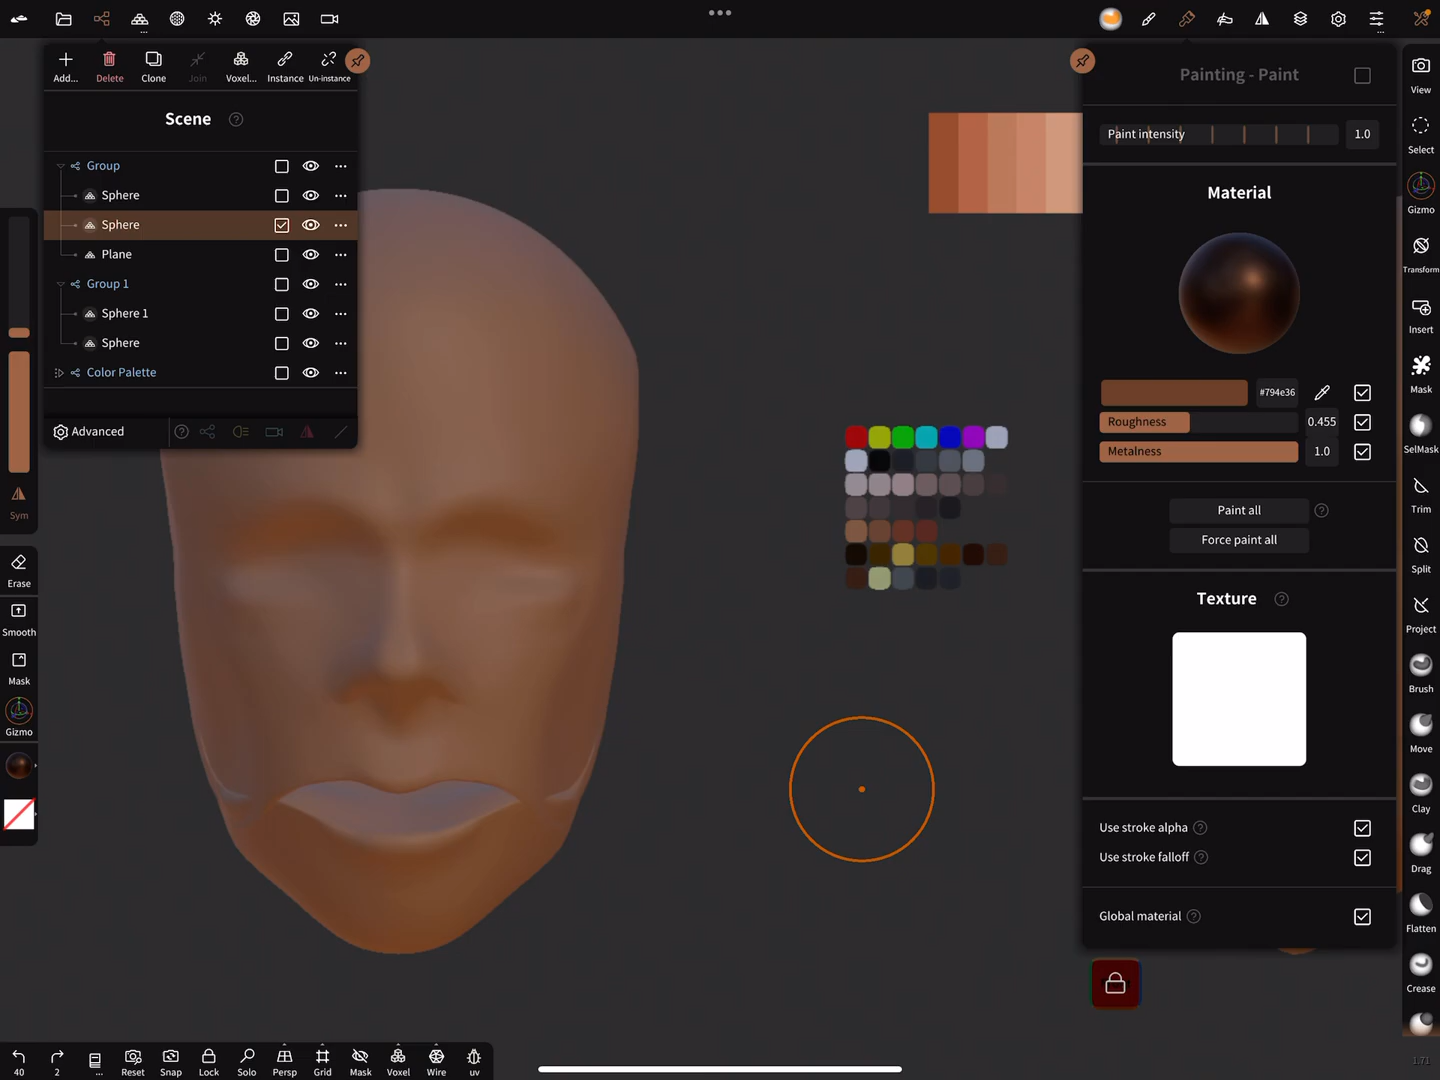 Add...
Delete
Clone
Join
Voxel...
Instance
Un-instance
Scene
Group
Sphere
Sphere
Plane
Group 1
Sphere 1
Sphere
Color Palette
Advanced
Sym
Erase
Smooth
Mask
Gizmo
Painting - Paint
Paint intensity
1.0
Material
#794e36
Roughness
0.455
Metalness
1.0
Paint all
Force paint all
Texture
Use stroke alpha
Use stroke falloff
Global material
View
Select
Gizmo
Transform
Insert
Mask
SelMask
Trim
Split
Project
Brush
Move
Clay
Drag
Flatten
Crease
40
2
...
Reset
Snap
Lock
Solo
Persp
Grid
Mask
Voxel
Wire
uv
1.71